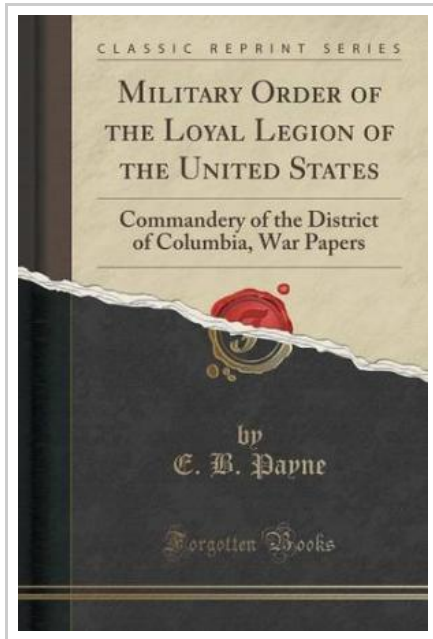 CLASSIC REPRINT SERIES
MILITARY ORDER OF
THE LOYAL LEGION OF
THE UNITED STATES
Commandery of the District
of Columbia, War Papers
F
by
E. B. Payne
Forgotten Books